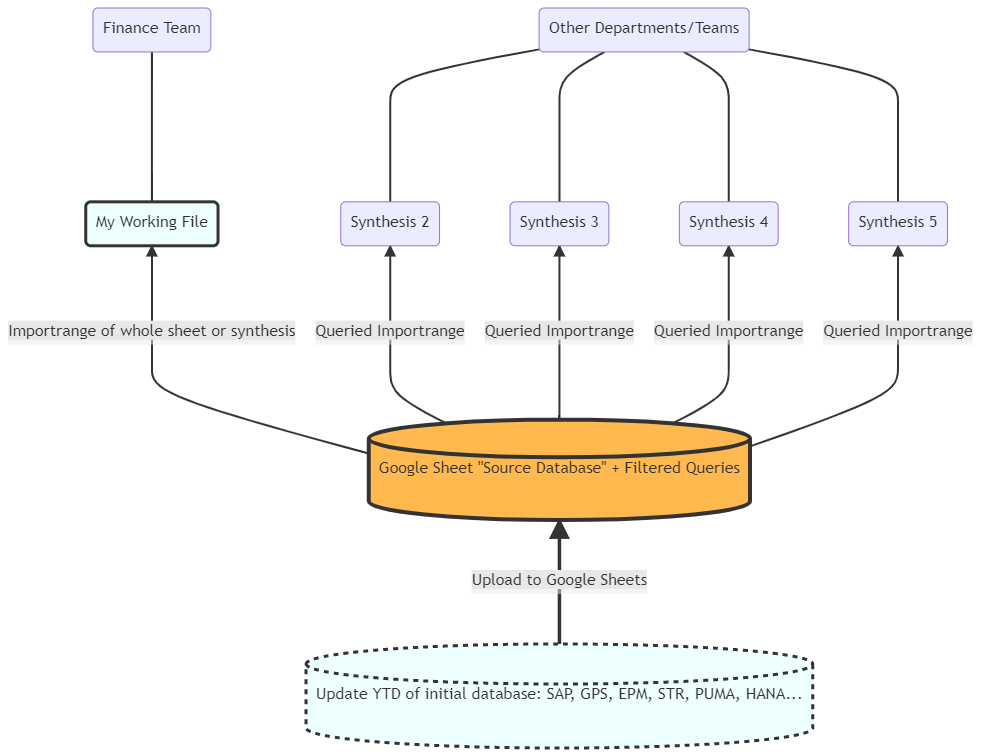 Finance Team
Other Departments/Teams
My Working File
Synthesis 2
Synthesis 3
Synthesis 4
Synthesis 5
Importrange of whole sheet or synthesis
Queried Importrange
Queried Importrange
Queried Importrange
Queried Importrange
Google Sheet "Source Database" + Filtered Queries
Upload to Google Sheets
Update YTD of initial database: SAP, GPS, EPM, STR, PUMA, HANA...